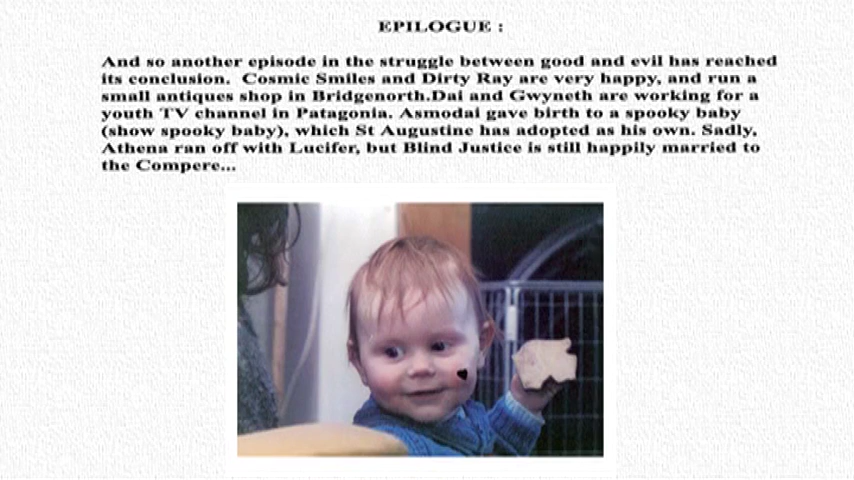 EPILOGUE :
And so another episode in the struggle between good and evil has reached
its conclusion.  Cosmic Smiles and Dirty Ray are very happy, and run a
small antiques shop in Bridgenorth.Dai and Gwyneth are working for a
youth TV channel in Patagonia. Asmodai gave birth to a spooky baby
(show spooky baby), which St Augustine has adopted as his own. Sadly,
Athena ran off with Lucifer, but Blind Justice is still happily married to
the Compere...